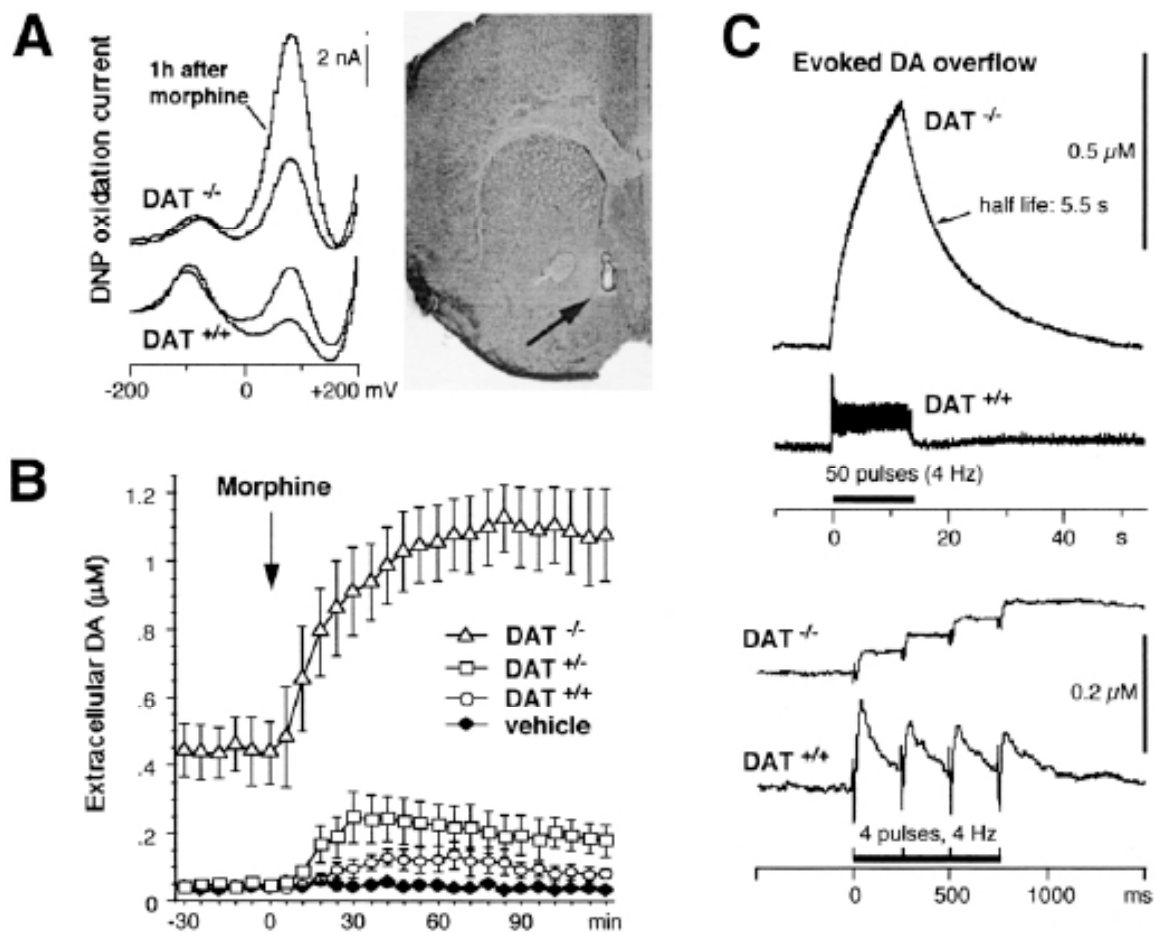 A
DNP oxidation current
1h after
morphine
2 nA
DAT -/-
DAT +/+
-200
0
+200 mV
B
Morphine
Extracellular DA (µM)
1.2
1
.8
.6
.4
.2
0
DAT -/-
DAT +/-
DAT +/+
vehicle
-30
0
30
60
90
min
C
Evoked DA overflow
DAT -/-
0.5 µM
half life: 5.5 s
DAT +/+
50 pulses (4 Hz)
0
20
40
s
DAT -/-
0.2 µM
DAT +/+
4 pulses, 4 Hz
0
500
1000
ms